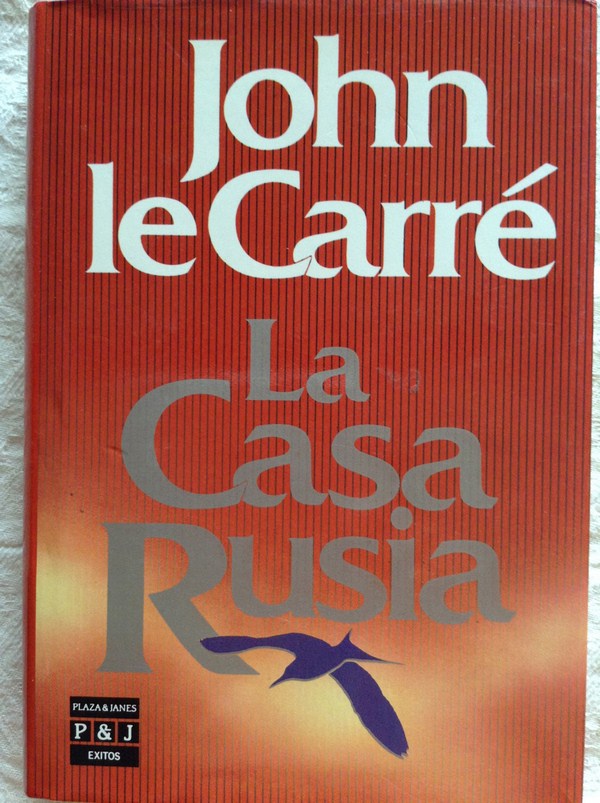 John
le Carré
La
Casa
Rusia
PLAZA & JANES
P & J
EXITOS